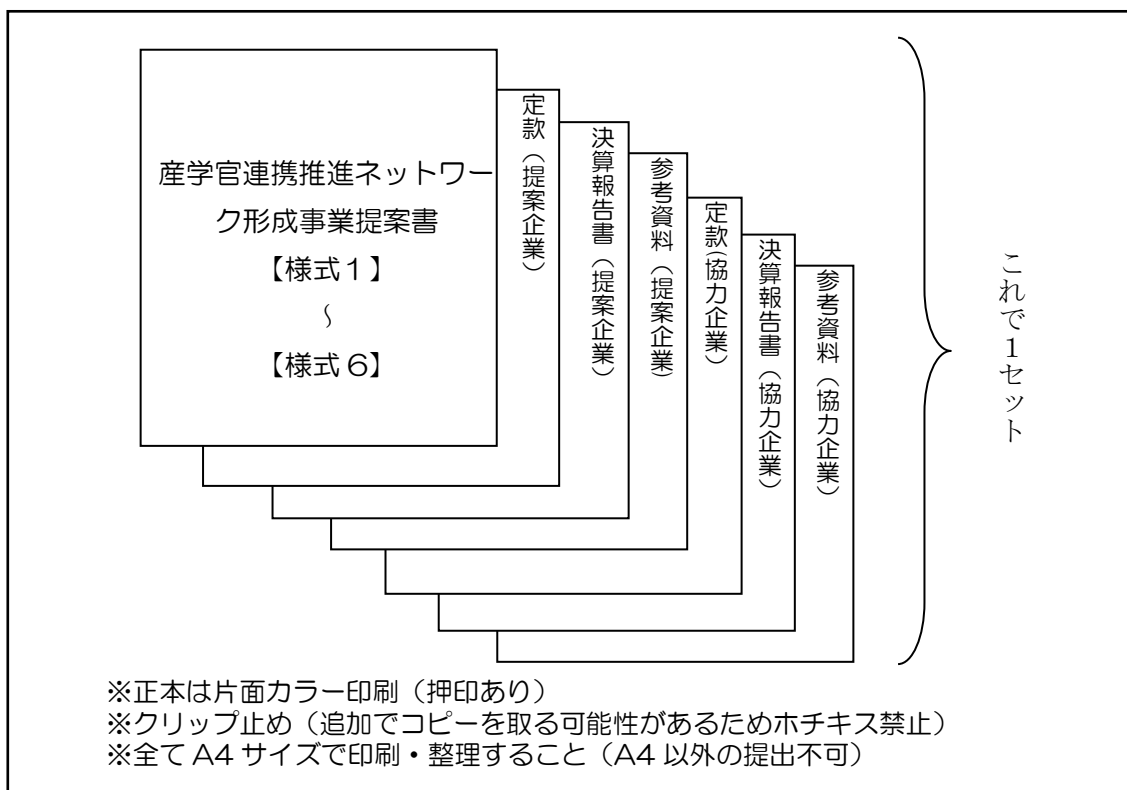 産学官連携推進ネットワー
ク形成事業提案書
【様式１】
～
【様式６】
定款（提案企業）
決算報告書（提案企業）
参考資料（提案企業）
定款(協力企業）
決算報告書（協力企業）
参考資料（協力企業）
これで１セット
※正本は片面カラー印刷（押印あり）
※クリップ止め（追加でコピーを取る可能性があるためホチキス禁止）
※全てA4サイズで印刷・整理すること（A4以外の提出不可）